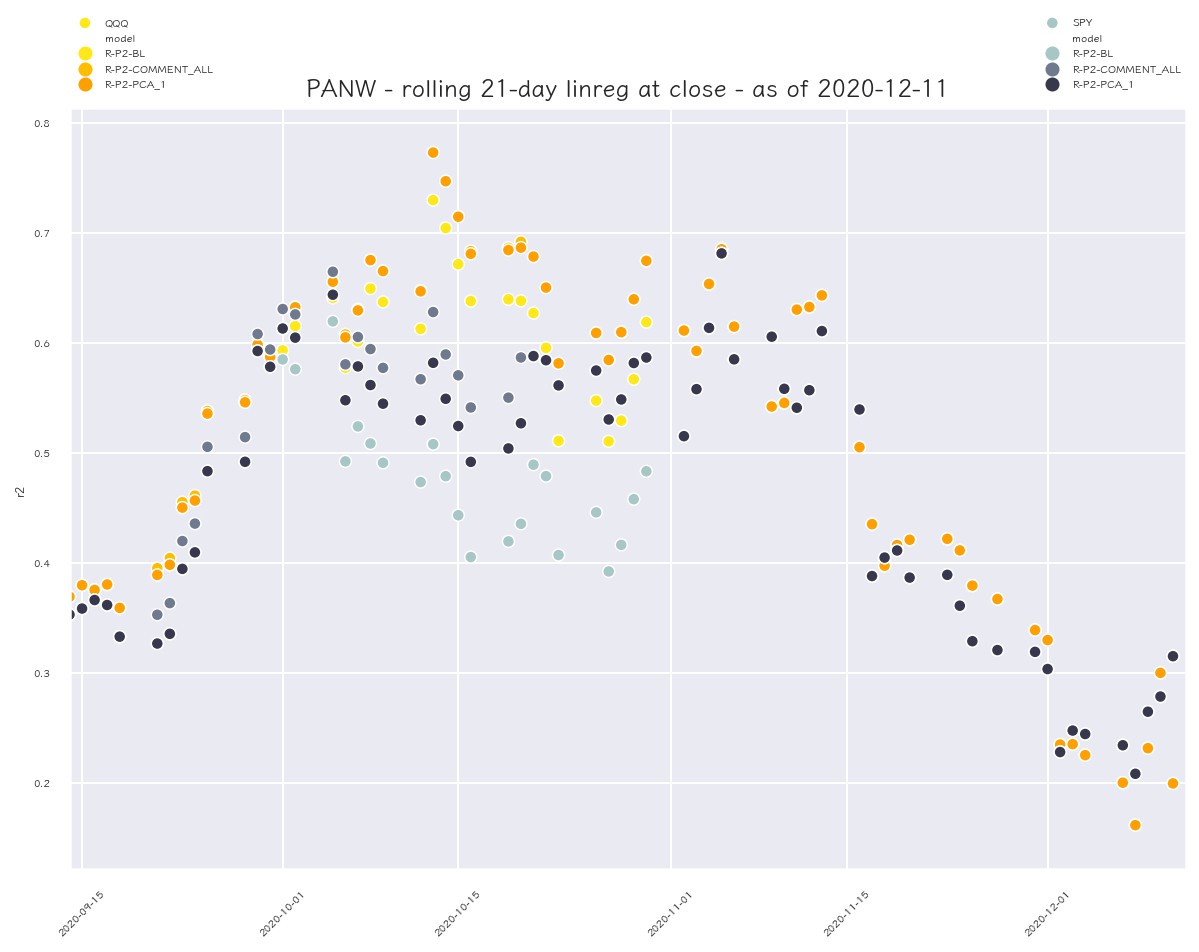 QQQ
model
R-P2-BL
R-P2-COMMENT_ALL
R-P2-PCA_1
SPY
model
R-P2-BL
R-P2-COMMENT_ALL
R-P2-PCA_1
PANW - rolling 21-day linreg at close - as of 2020-12-11
0.8
0.7
0.6
0.5
0.4
0.3
0.2
r2
2020-09-15
2020-10-01
2020-10-15
2020-11-01
2020-11-15
2020-12-01